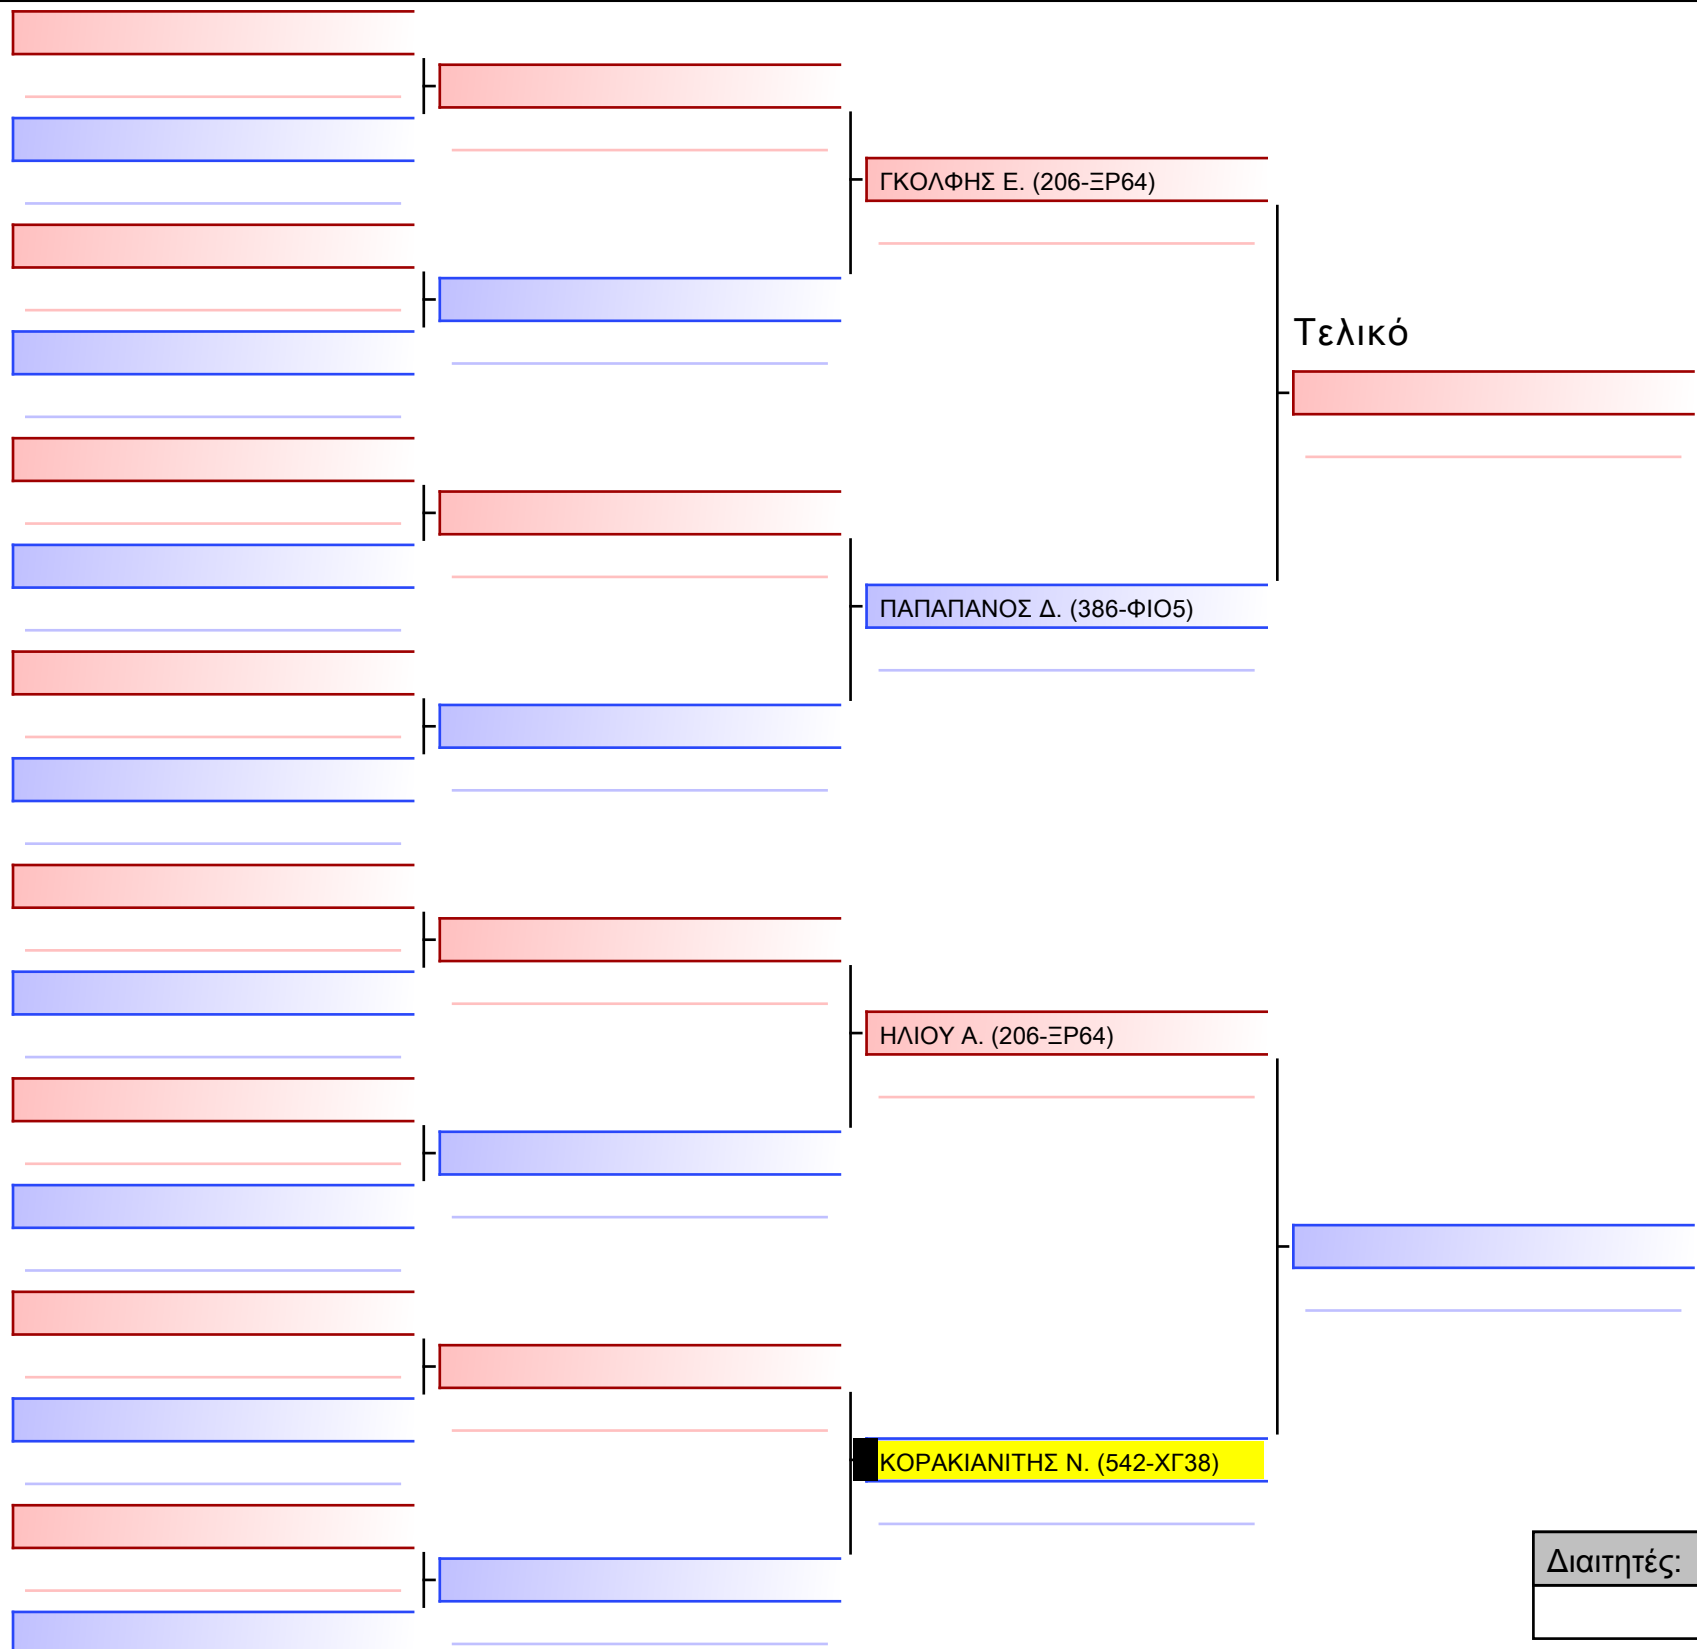 ΓΚΟΛΦΗΣ Ε. (206-ΞΡ64)
Τελικό
ΠΑΠΑΠΑΝΟΣ Δ. (386-ΦΙΟ5)
ΗΛΙΟΥ Α. (206-ΞΡ64)
ΚΟΡΑΚΙΑΝΙΤΗΣ Ν. (542-ΧΓ38)
Διαιτητές: